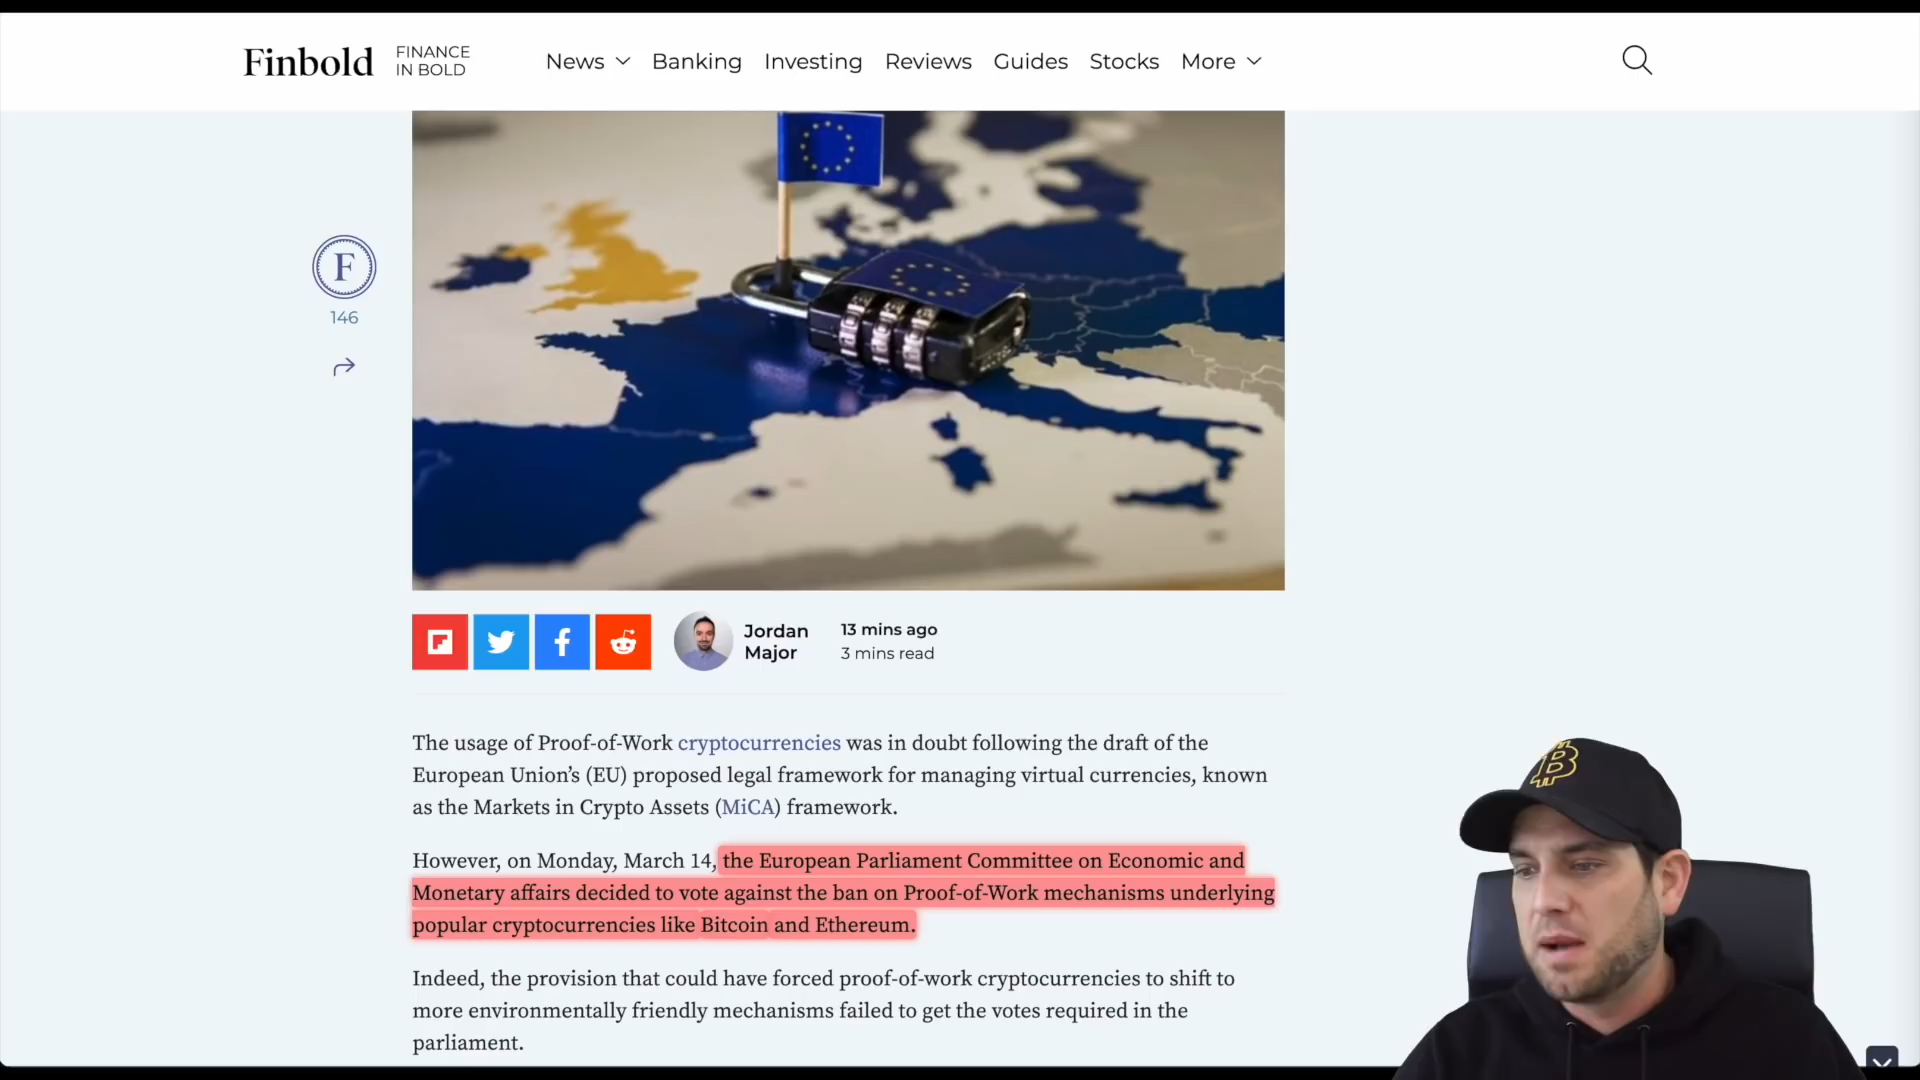 Finbold FINANCE
IN BOLD
News Banking Investing Reviews Guides Stocks More
F
146
Jordan
Major
13 mins ago
3 mins read
The usage of Proof-of-Work cryptocurrencies was in doubt following the draft of the
European Union’s (EU) proposed legal framework for managing virtual currencies, known
as the Markets in Crypto Assets (MiCA) framework.
However, on Monday, March 14, the European Parliament Committee on Economic and
Monetary affairs decided to vote against the ban on Proof-of-Work mechanisms underlying
popular cryptocurrencies like Bitcoin and Ethereum.
Indeed, the provision that could have forced proof-of-work cryptocurrencies to shift to
more environmentally friendly mechanisms failed to get the votes required in the
parliament.